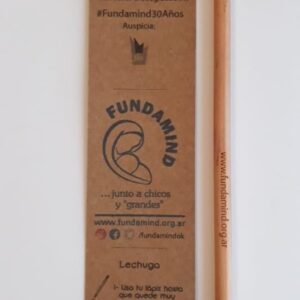 #Fundamind30Años
Auspicia:
FUNDAMIND
...junto a chicos
y "grandes"
www.fundamind.org.ar
/fundamindok
Lechuga
1- Usa tu lápiz hasta
que quede muy
www.fundamind.org.ar